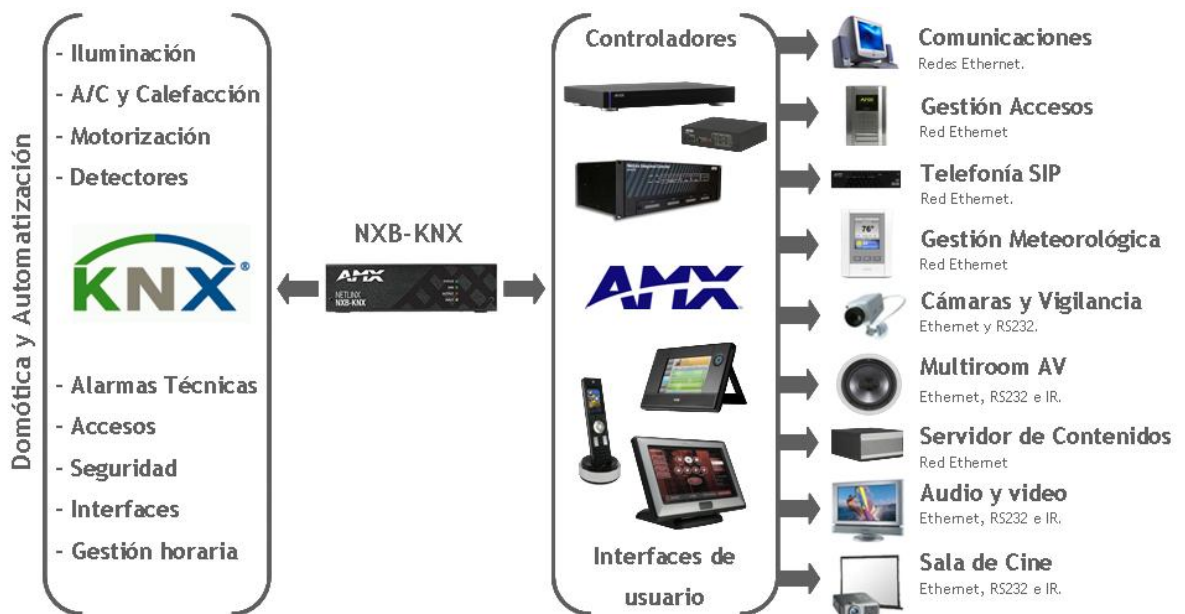 Domótica y Automatización
- Iluminación
- A/C y Calefacción
- Motorización
- Detectores
KNX®
- Alarmas Técnicas
- Accesos
- Seguridad
- Interfaces
- Gestión horaria
NXB-KNX
AMX
NETLINX
NXB-KNX
Controladores
AMX
Interfaces de
usuario
Comunicaciones
Redes Ethernet.
AMX
Gestión Accesos
Red Ethernet
Telefonía SIP
Red Ethernet.
76°
Gestión Meteorológica
Red Ethernet
Cámaras y Vigilancia
Ethernet y RS232.
Multiroom AV
Ethernet, RS232 e IR.
Servidor de Contenidos
Red Ethernet
Audio y video
Ethernet, RS232 e IR.
Sala de Cine
Ethernet, RS232 e IR.